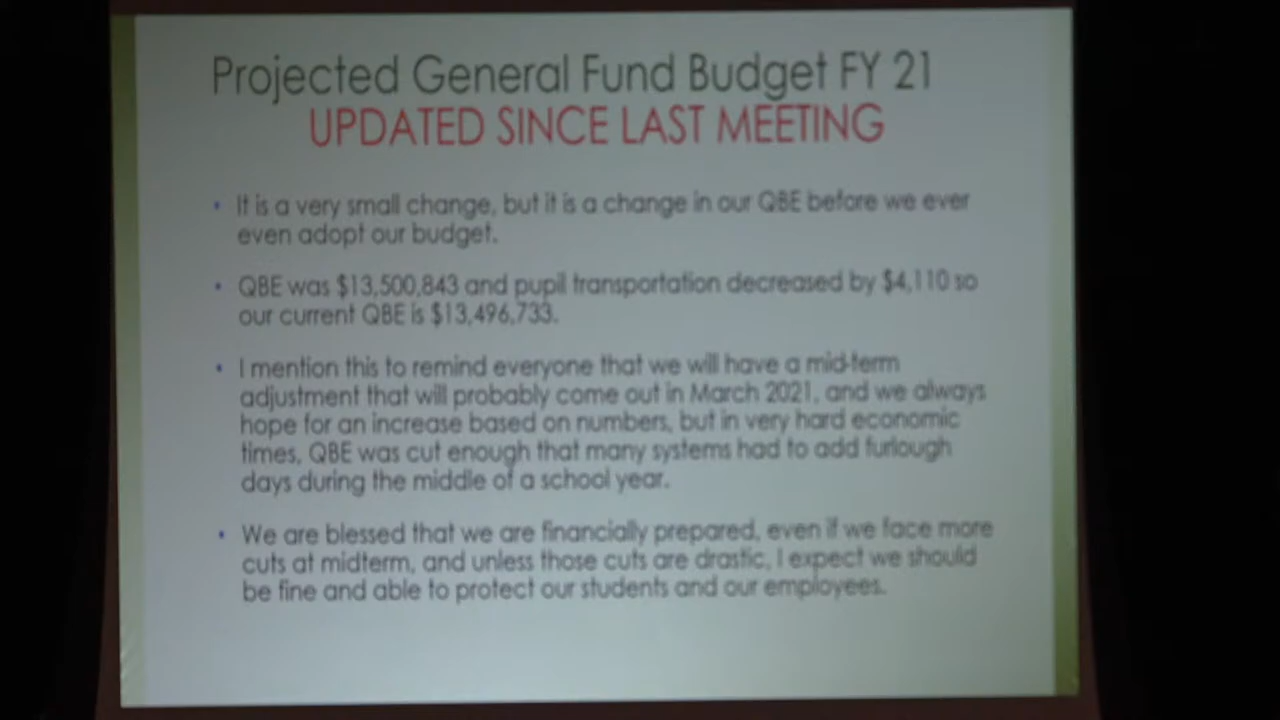 Projected General Fund Budget FY 21
UPDATED SINCE LAST MEETING
• It is a very small change, but it is a change in our QBE before we ever
even adopt our budget.
• QBE was $13,500,843 and pupil transportation decreased by $4,110 so
our current QBE is $13,496,733.
• I mention this to remind everyone that we will have a mid-term
adjustment that will probably come out in March 2021, and we always
hope for an increase based on numbers, but in very hard economic
times, QBE was cut enough that many systems had to add furlough
days during the middle of a school year.
• We are blessed that we are financially prepared, even if we face more
cuts at midterm, and unless those cuts are drastic, I expect we should
be fine and able to protect our students and our employees.